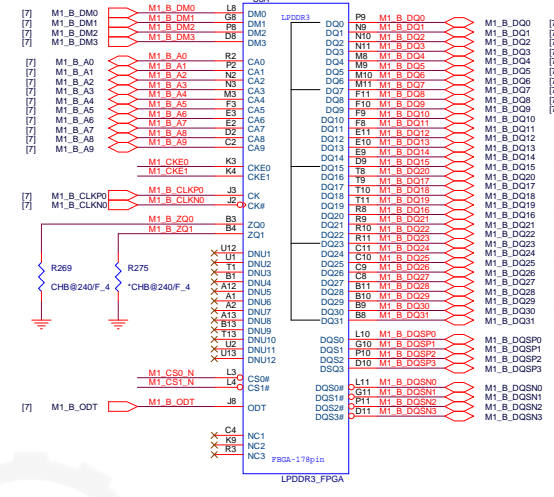 [7] M1_B_DM0 M1_B_DM0 L8 DM0
[7] M1_B_DM1 M1_B_DM1 G8 DM1
[7] M1_B_DM2 M1_B_DM2 P8 DM2
[7] M1_B_DM3 M1_B_DM3 D8 DM3
[7] M1_B_A0 M1_B_A0 R2 CA0
[7] M1_B_A1 M1_B_A1 P2 CA1
[7] M1_B_A2 M1_B_A2 N2 CA2
[7] M1_B_A3 M1_B_A3 N3 CA3
[7] M1_B_A4 M1_B_A4 M3 CA4
[7] M1_B_A5 M1_B_A5 F3 CA5
[7] M1_B_A6 M1_B_A6 E3 CA6
[7] M1_B_A7 M1_B_A7 E2 CA7
[7] M1_B_A8 M1_B_A8 D2 CA8
[7] M1_B_A9 M1_B_A9 C2 CA9
M1_CKE0 K3 CKE0
M1_CKE1 K4 CKE1
[7] M1_B_CLKP0 M1_B_CLKP0 J3 CK
[7] M1_B_CLKN0 M1_B_CLKN0 J2 CK#
M1_B_ZQ0 B3 ZQ0
M1_B_ZQ1 B4 ZQ1
R269
CHB@240/F_4
R275
*CHB@240/F_4
U12 DNU1
U1 DNU2
T1 DNU3
B1 DNU4
A12 DNU5
A1 DNU6
A2 DNU7
A13 DNU8
B13 DNU9
T13 DNU10
U2 DNU11
U13 DNU12
M1_CS0_N L3 CS0#
M1_CS1_N L4 CS1#
[7] M1_B_ODT M1_B_ODT J8 ODT
C4 NC1
K9 NC2
R3 NC3
LPDDR3
DQ0 P9 M1_B_DQ0 M1_B_DQ0
DQ1 N9 M1_B_DQ1 M1_B_DQ1
DQ2 N10 M1_B_DQ2 M1_B_DQ2
DQ3 N11 M1_B_DQ3 M1_B_DQ3
DQ4 M8 M1_B_DQ4 M1_B_DQ4
DQ5 M9 M1_B_DQ5 M1_B_DQ5
DQ6 M10 M1_B_DQ6 M1_B_DQ6
DQ7 M11 M1_B_DQ7 M1_B_DQ7
DQ8 F11 M1_B_DQ8 M1_B_DQ8
DQ9 F10 M1_B_DQ9 M1_B_DQ9
DQ10 F9 M1_B_DQ10 M1_B_DQ10
DQ11 F8 M1_B_DQ11 M1_B_DQ11
DQ12 E11 M1_B_DQ12 M1_B_DQ12
DQ13 E10 M1_B_DQ13 M1_B_DQ13
DQ14 E9 M1_B_DQ14 M1_B_DQ14
DQ15 D9 M1_B_DQ15 M1_B_DQ15
DQ16 T8 M1_B_DQ20 M1_B_DQ20
DQ17 T9 M1_B_DQ17 M1_B_DQ17
DQ18 T10 M1_B_DQ18 M1_B_DQ18
DQ19 T11 M1_B_DQ19 M1_B_DQ19
DQ20 R8 M1_B_DQ16 M1_B_DQ16
DQ21 R9 M1_B_DQ21 M1_B_DQ21
DQ22 R10 M1_B_DQ22 M1_B_DQ22
DQ23 R11 M1_B_DQ23 M1_B_DQ23
DQ24 C11 M1_B_DQ24 M1_B_DQ24
DQ25 C10 M1_B_DQ25 M1_B_DQ25
DQ26 C9 M1_B_DQ26 M1_B_DQ26
DQ27 C8 M1_B_DQ27 M1_B_DQ27
DQ28 B11 M1_B_DQ28 M1_B_DQ28
DQ29 B10 M1_B_DQ29 M1_B_DQ29
DQ30 B9 M1_B_DQ30 M1_B_DQ30
DQ31 B8 M1_B_DQ31 M1_B_DQ31
DQS0 L10 M1_B_DQSP0 M1_B_DQSP0
DQS1 G10 M1_B_DQSP1 M1_B_DQSP1
DQS2 P10 M1_B_DQSP2 M1_B_DQSP2
DSQ3 D10 M1_B_DQSP3 M1_B_DQSP3
DQS0# L11 M1_B_DQSN0 M1_B_DQSN0
DQS1# G11 M1_B_DQSN1 M1_B_DQSN1
DQS2# P11 M1_B_DQSN2 M1_B_DQSN2
DQS3# D11 M1_B_DQSN3 M1_B_DQSN3
FBGA-178pin
LPDDR3_FPGA